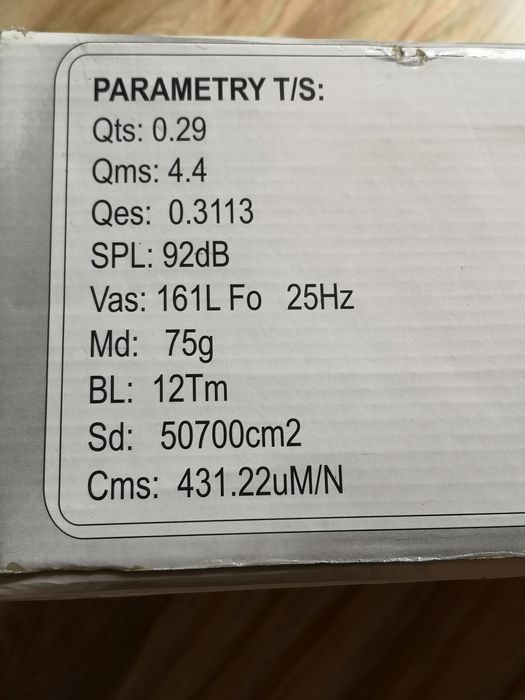 PARAMETRY T/S:
Qts: 0.29
Qms: 4.4
Qes: 0.3113
SPL: 92dB
Vas: 161L Fo 25Hz
Md: 75g
BL: 12Tm
Sd: 50700cm2
Cms: 431.22uM/N